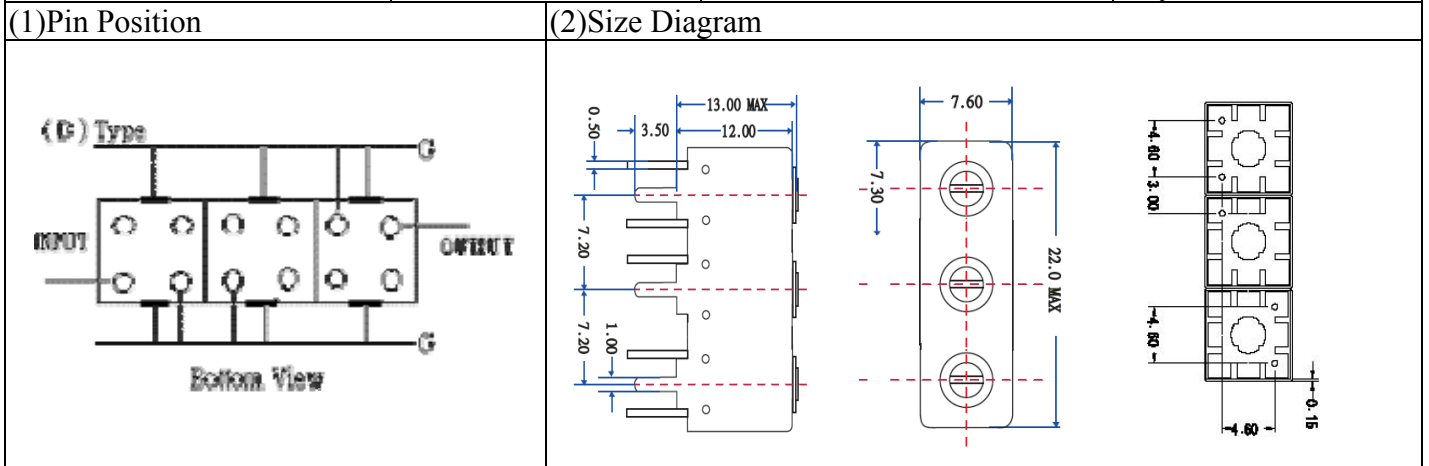 (1)Pin Position
(2)Size Diagram
(D) Type
G
INPUT
OUTPUT
G
Bottom View
13.00 MAX
3.50
12.00
0.50
7.20
7.20
1.00
7.60
7.30
22.0 MAX
4.60
3.00
4.60
0.15
4.60